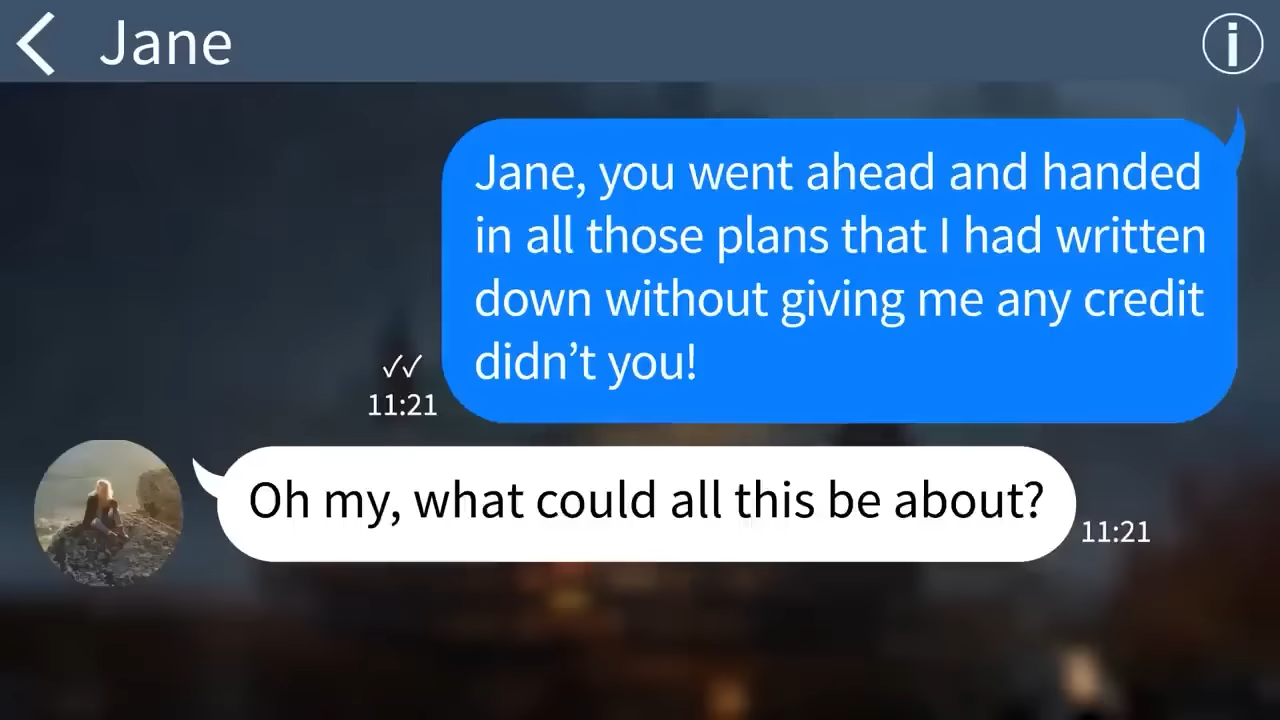 Jane
i
Jane, you went ahead and handed
in all those plans that I had written
down without giving me any credit
didn’t you!
✓✓
11:21
Oh my, what could all this be about?
11:21